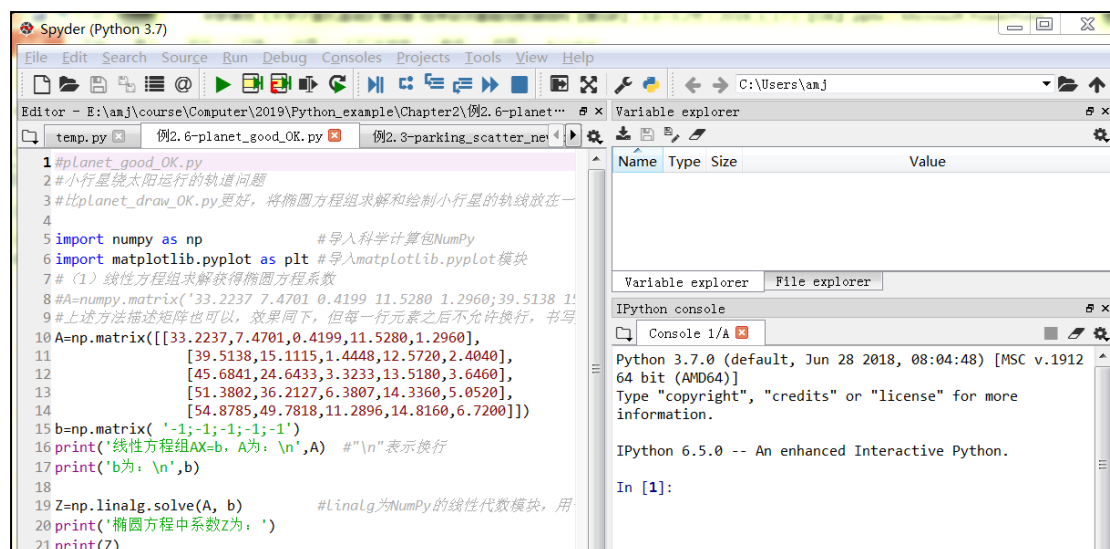 Spyder (Python 3.7)
File Edit Search Source Run Debug Consoles Projects Tools View Help
C:\Users\amj
Editor - E:\amj\course\Computer\2019\Python_example\Chapter2\例2.6-planet…
temp.py 例2.6-planet_good_OK.py 例2.3-parking_scatter_ne
1 #planet_good_OK.py
2 #小行星绕太阳运行的轨道问题
3 #比planet_draw_OK.py更好，将椭圆方程组求解和绘制小行星的轨线放在一
4
5 import numpy as np #导入科学计算包NumPy
6 import matplotlib.pyplot as plt #导入matplotlib.pyplot模块
7 #（1）线性方程组求解获得椭圆方程系数
8 #A=numpy.matrix('33.2237 7.4701 0.4199 11.5280 1.2960;39.5138 1
9 #上述方法描述矩阵也可以，效果同下，但每一行元素之后不允许换行，书写
10 A=np.matrix([[33.2237,7.4701,0.4199,11.5280,1.2960],
11 [39.5138,15.1115,1.4448,12.5720,2.4040],
12 [45.6841,24.6433,3.3233,13.5180,3.6460],
13 [51.3802,36.2127,6.3807,14.3360,5.0520],
14 [54.8785,49.7818,11.2896,14.8160,6.7200]])
15 b=np.matrix( '-1;-1;-1;-1;-1')
16 print('线性方程组AX=b, A为：\n',A) #"\n"表示换行
17 print('b为：\n',b)
18
19 Z=np.linalg.solve(A, b) #linalg为NumPy的线性代数模块，用
20 print('椭圆方程中系数Z为：')
21 print(Z)
Variable explorer
Name Type Size Value
Variable explorer File explorer
IPython console
Console 1/A
Python 3.7.0 (default, Jun 28 2018, 08:04:48) [MSC v.1912
64 bit (AMD64)]
Type "copyright", "credits" or "license" for more
information.
IPython 6.5.0 -- An enhanced Interactive Python.
In [1]: